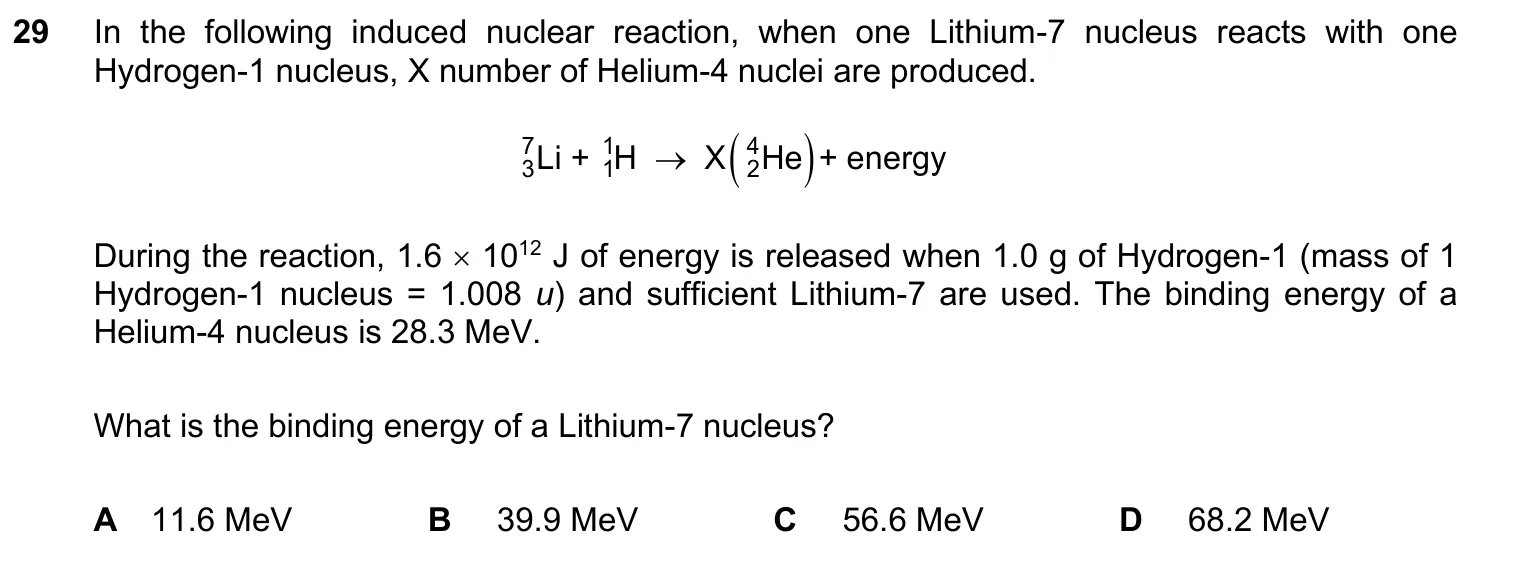 29 In the following induced nuclear reaction, when one Lithium-7 nucleus reacts with one
Hydrogen-1 nucleus, X number of Helium-4 nuclei are produced.
⁷₃Li + ¹₁H → X(⁴₂He) + energy
During the reaction, 1.6 × 10¹² J of energy is released when 1.0 g of Hydrogen-1 (mass of 1
Hydrogen-1 nucleus = 1.008 u) and sufficient Lithium-7 are used. The binding energy of a
Helium-4 nucleus is 28.3 MeV.
What is the binding energy of a Lithium-7 nucleus?
A 11.6 MeV B 39.9 MeV C 56.6 MeV D 68.2 MeV